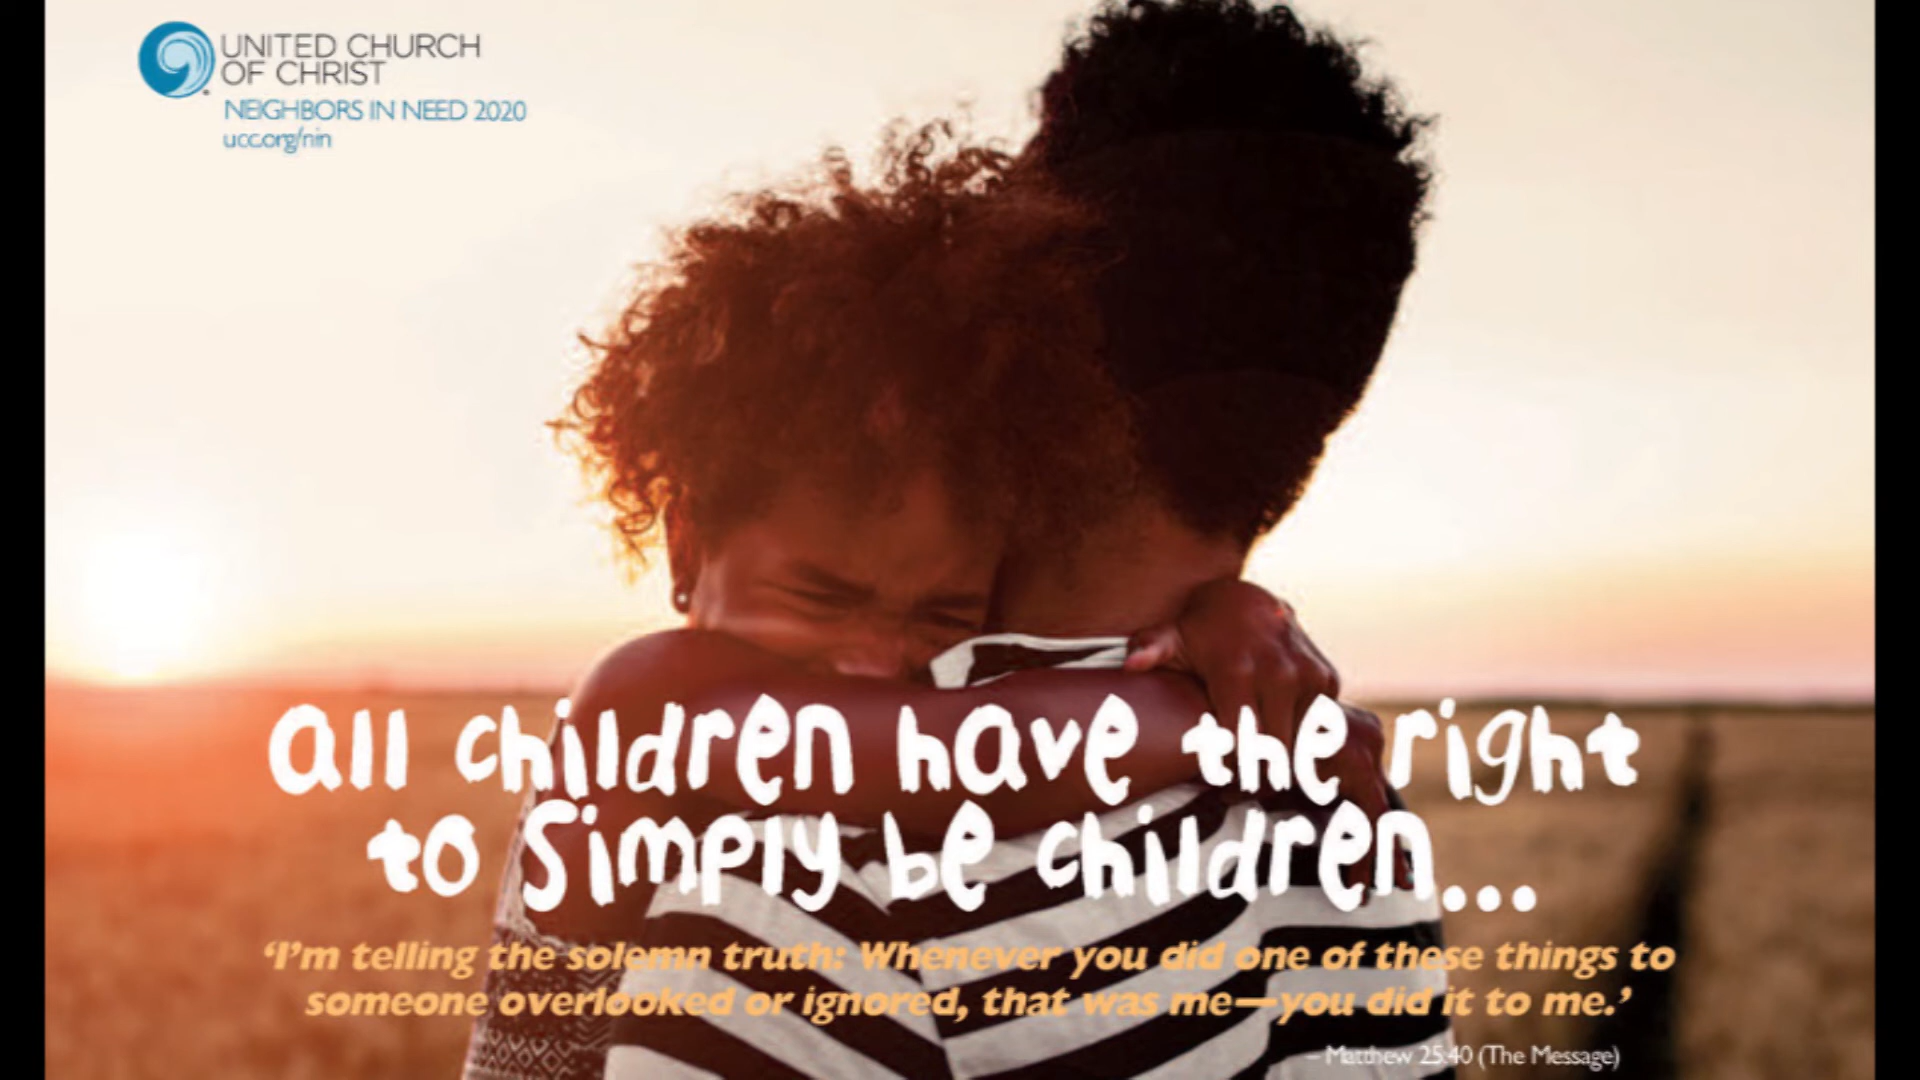 UNITED CHURCH
OF CHRIST
NEIGHBORS IN NEED 2020
ucc.org/nin
all children have the right
to Simply be children...
‘I’m telling the solemn truth: Whenever you did one of these things to
someone overlooked or ignored, that was me—you did it to me.’
– Matthew 25:40 (The Message)